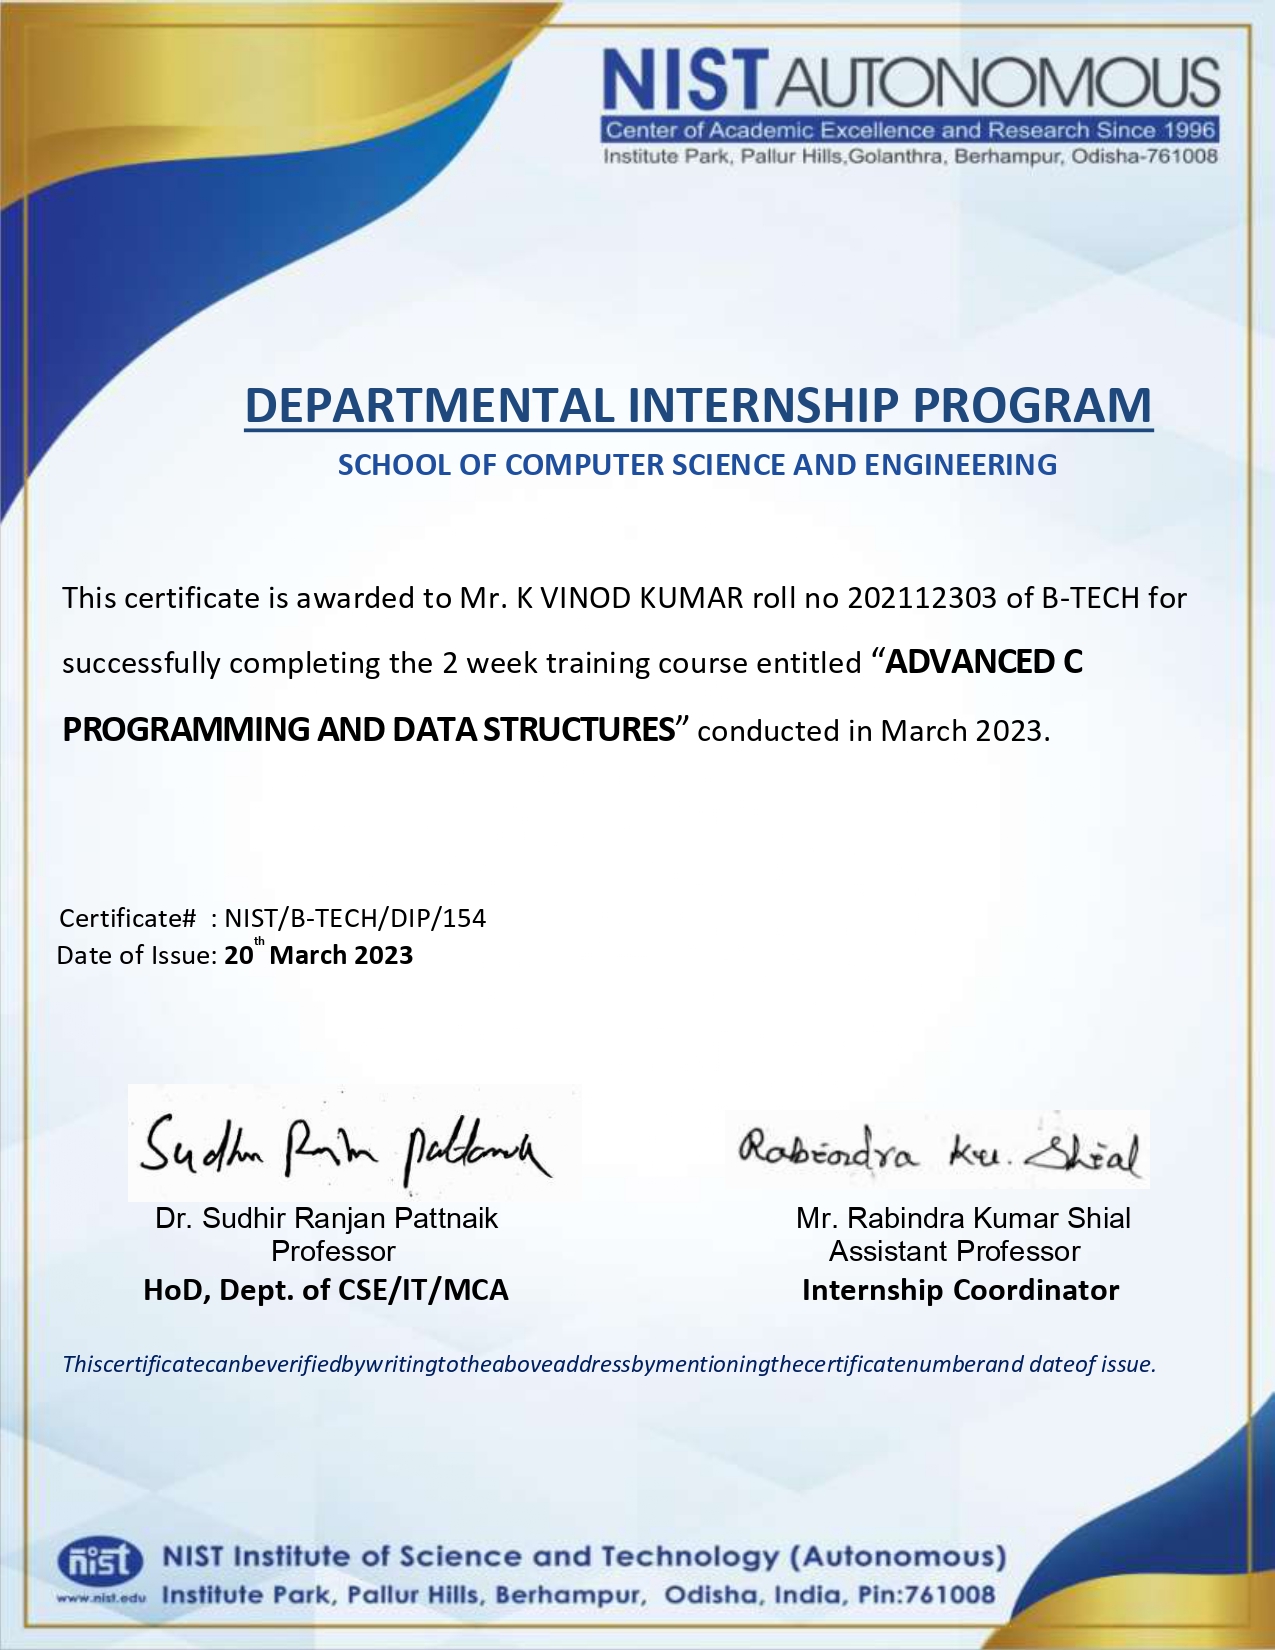 NIST AUTONOMOUS
Center of Academic Excellence and Research Since 1996
Institute Park, Pallur Hills,Golanthra, Berhampur, Odisha-761008
DEPARTMENTAL INTERNSHIP PROGRAM
SCHOOL OF COMPUTER SCIENCE AND ENGINEERING
This certificate is awarded to Mr. K VINOD KUMAR roll no 202112303 of B-TECH for
successfully completing the 2 week training course entitled “ADVANCED C
PROGRAMMING AND DATA STRUCTURES” conducted in March 2023.
Certificate# : NIST/B-TECH/DIP/154
Date of Issue: 20th March 2023
Sudhir Ranjan Pattanaik
Rabindra Ku. Shial
Dr. Sudhir Ranjan Pattnaik
Mr. Rabindra Kumar Shial
Professor
Assistant Professor
HoD, Dept. of CSE/IT/MCA
Internship Coordinator
Thiscertificatecanbeverifiedbywritingtotheaboveaddressbymentioningthecertificatenumberand dateof issue.
nist
www.nist.edu
NIST Institute of Science and Technology (Autonomous)
Institute Park, Pallur Hills, Berhampur, Odisha, India, Pin:761008